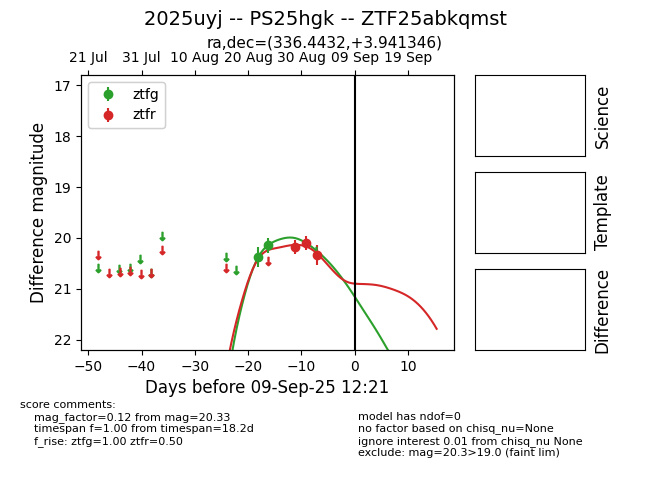 2025uyj -- PS25hgk -- ZTF25abkqmst
ra,dec=(336.4432,+3.941346)
21 Jul 31 Jul 10 Aug 20 Aug 30 Aug 09 Sep 19 Sep
ztfg
ztfr
17
18
19
20
21
22
Difference magnitude
−50 −40 −30 −20 −10 0 10
Days before 09-Sep-25 12:21
Science
Template
Difference
score comments:
mag_factor=0.12 from mag=20.33
timespan f=1.00 from timespan=18.2d
f_rise: ztfg=1.00 ztfr=0.50
model has ndof=0
no factor based on chisq_nu=None
ignore interest 0.01 from chisq_nu None
exclude: mag=20.3>19.0 (faint lim)